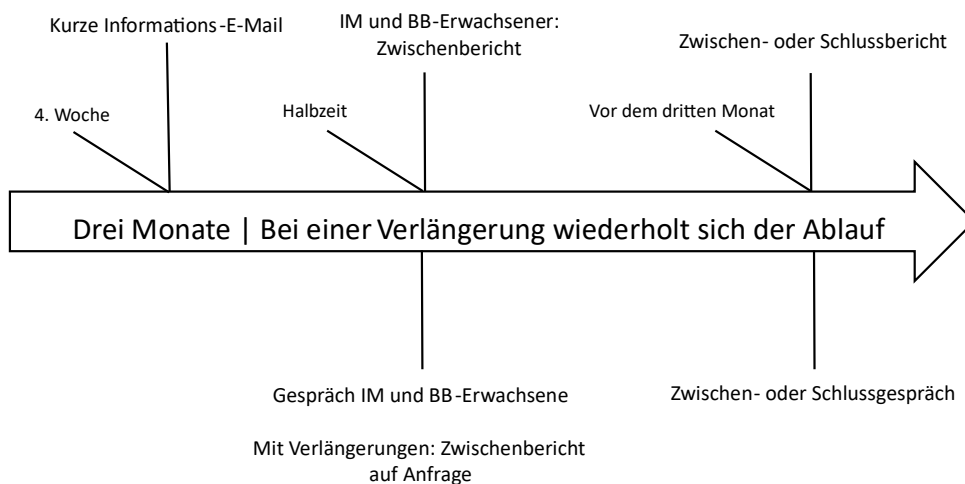 Kurze Informations-E-Mail
IM und BB-Erwachsener:
Zwischenbericht
Zwischen- oder Schlussbericht
4. Woche
Halbzeit
Vor dem dritten Monat
Drei Monate | Bei einer Verlängerung wiederholt sich der Ablauf
Gespräch IM und BB-Erwachsene
Zwischen- oder Schlussgespräch
Mit Verlängerungen: Zwischenbericht
auf Anfrage